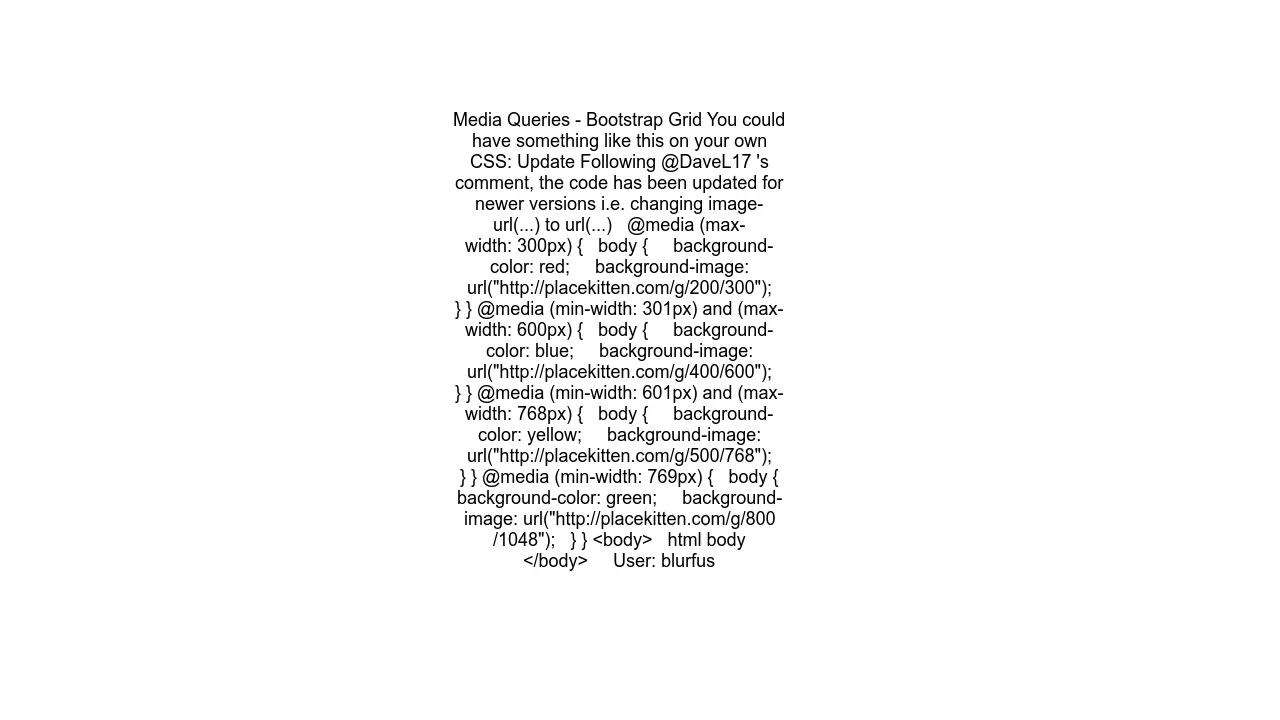 Media Queries - Bootstrap Grid You could
have something like this on your own
CSS: Update Following @DaveL17 's
comment, the code has been updated for
newer versions i.e. changing image-
url(...) to url(...)   @media (max-
width: 300px) {   body {     background-
color: red;     background-image:
url("http://placekitten.com/g/200/300");
} } @media (min-width: 301px) and (max-
width: 600px) {   body {     background-
color: blue;     background-image:
url("http://placekitten.com/g/400/600");
} } @media (min-width: 601px) and (max-
width: 768px) {   body {     background-
color: yellow;     background-image:
url("http://placekitten.com/g/500/768");
} } @media (min-width: 769px) {   body {
background-color: green;     background-
image: url("http://placekitten.com/g/800
/1048");   } } <body>   html body
</body>     User: blurfus